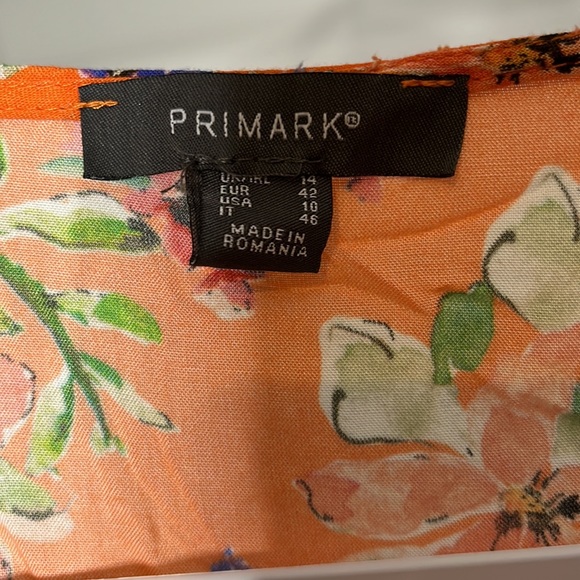 PRIMARK®
UK/IRL 14
EUR 42
USA 10
IT 46
MADE IN
ROMANIA